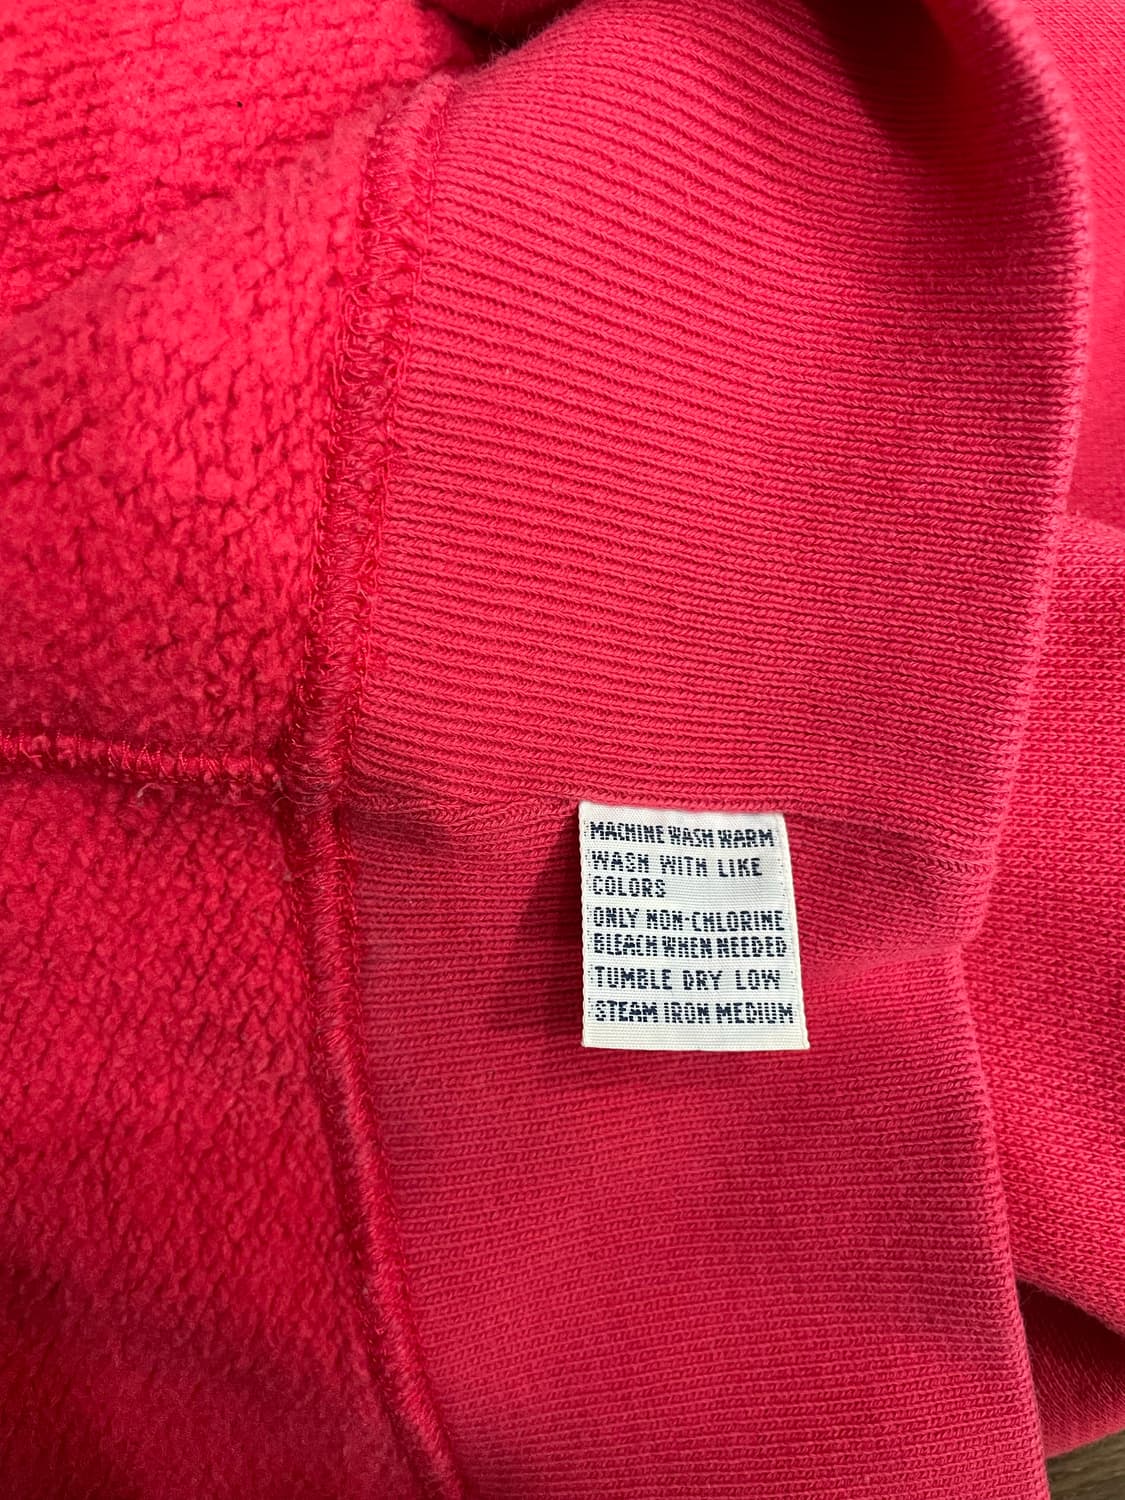 MACHINE WASH WARM
WASH WITH LIKE
COLORS
ONLY NON-CHLORINE
BLEACH WHEN NEEDED
TUMBLE DRY LOW
STEAM IRON MEDIUM